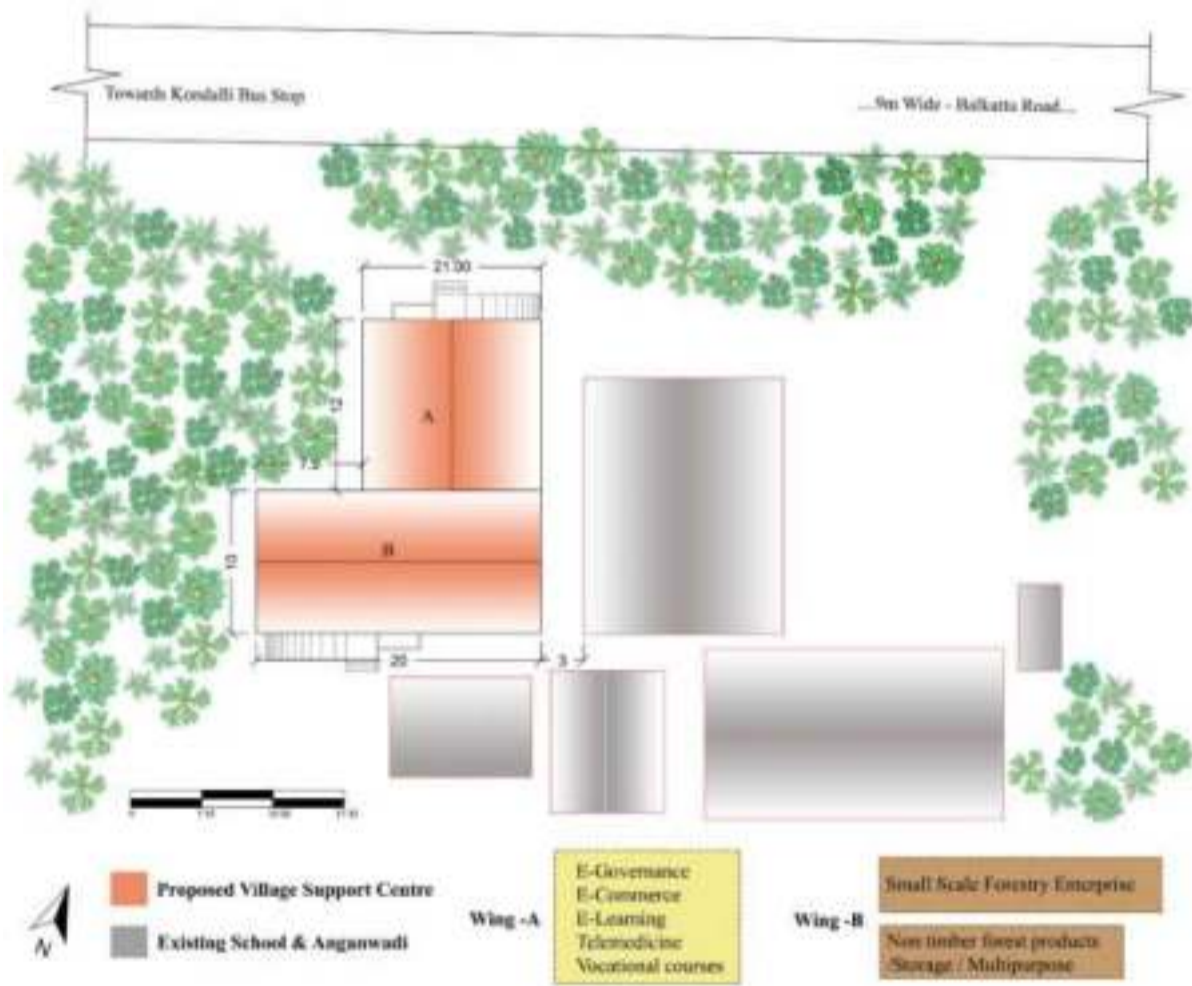 Towards Kondalli Bus Stop
9m Wide - Balkattu Road
21.00
12
A
7.5
B
10
20
3
0
Proposed Village Support Centre
Existing School & Anganwadi
N
Wing -A
E-Governance
E-Commerce
E-Learning
Telemedicine
Vocational courses
Wing -B
Small Scale Forestry Enterprise
Non timber forest products
/Storage / Multipurpose